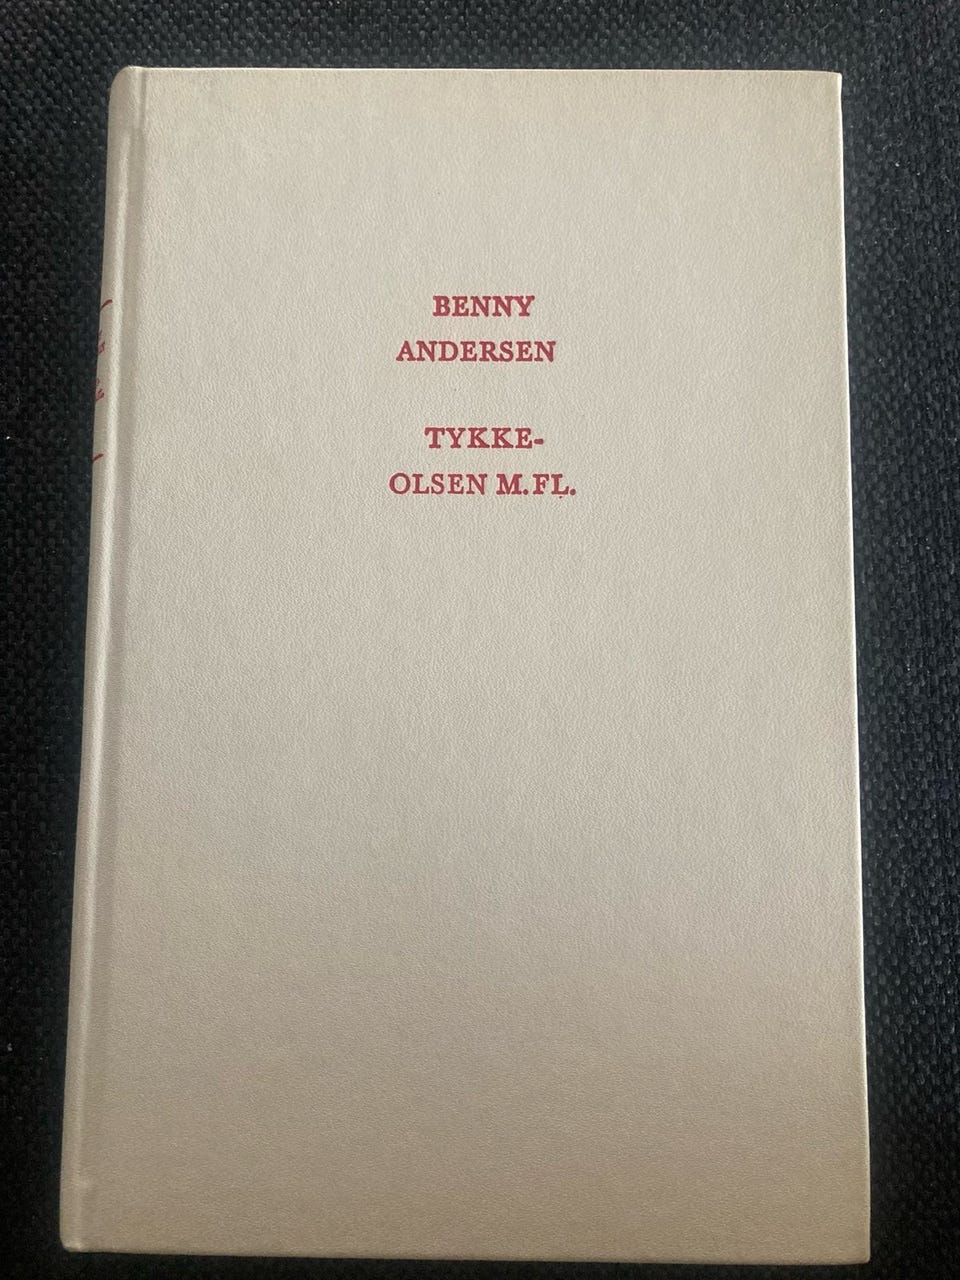 BENNY
ANDERSEN
TYKKE-
OLSEN M.FL.